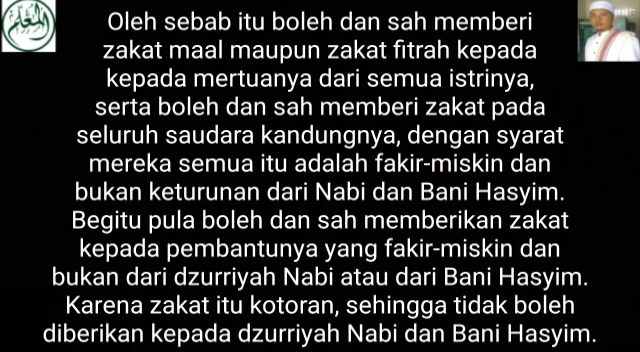 Oleh sebab itu boleh dan sah memberi
zakat maal maupun zakat fitrah kepada
kepada mertuanya dari semua istrinya,
serta boleh dan sah memberi zakat pada
seluruh saudara kandungnya, dengan syarat
mereka semua itu adalah fakir-miskin dan
bukan keturunan dari Nabi dan Bani Hasyim.
Begitu pula boleh dan sah memberikan zakat
kepada pembantunya yang fakir-miskin dan
bukan dari dzurriyah Nabi atau dari Bani Hasyim.
Karena zakat itu kotoran, sehingga tidak boleh
diberikan kepada dzurriyah Nabi dan Bani Hasyim.